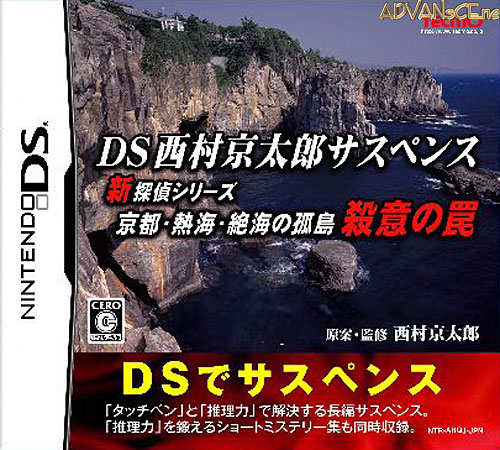 ADVANsCE.ne
TECMO
NINTENDO DS
DS西村京太郎サスペンス
新探偵シリーズ
京都・熱海・絶海の孤島 殺意の罠
CERO
C
原案・監修 西村京太郎
DSでサスペンス
「タッチペン」と「推理力」で解決する長編サスペンス。
「推理力」を鍛えるショートミステリー集も同時収録。